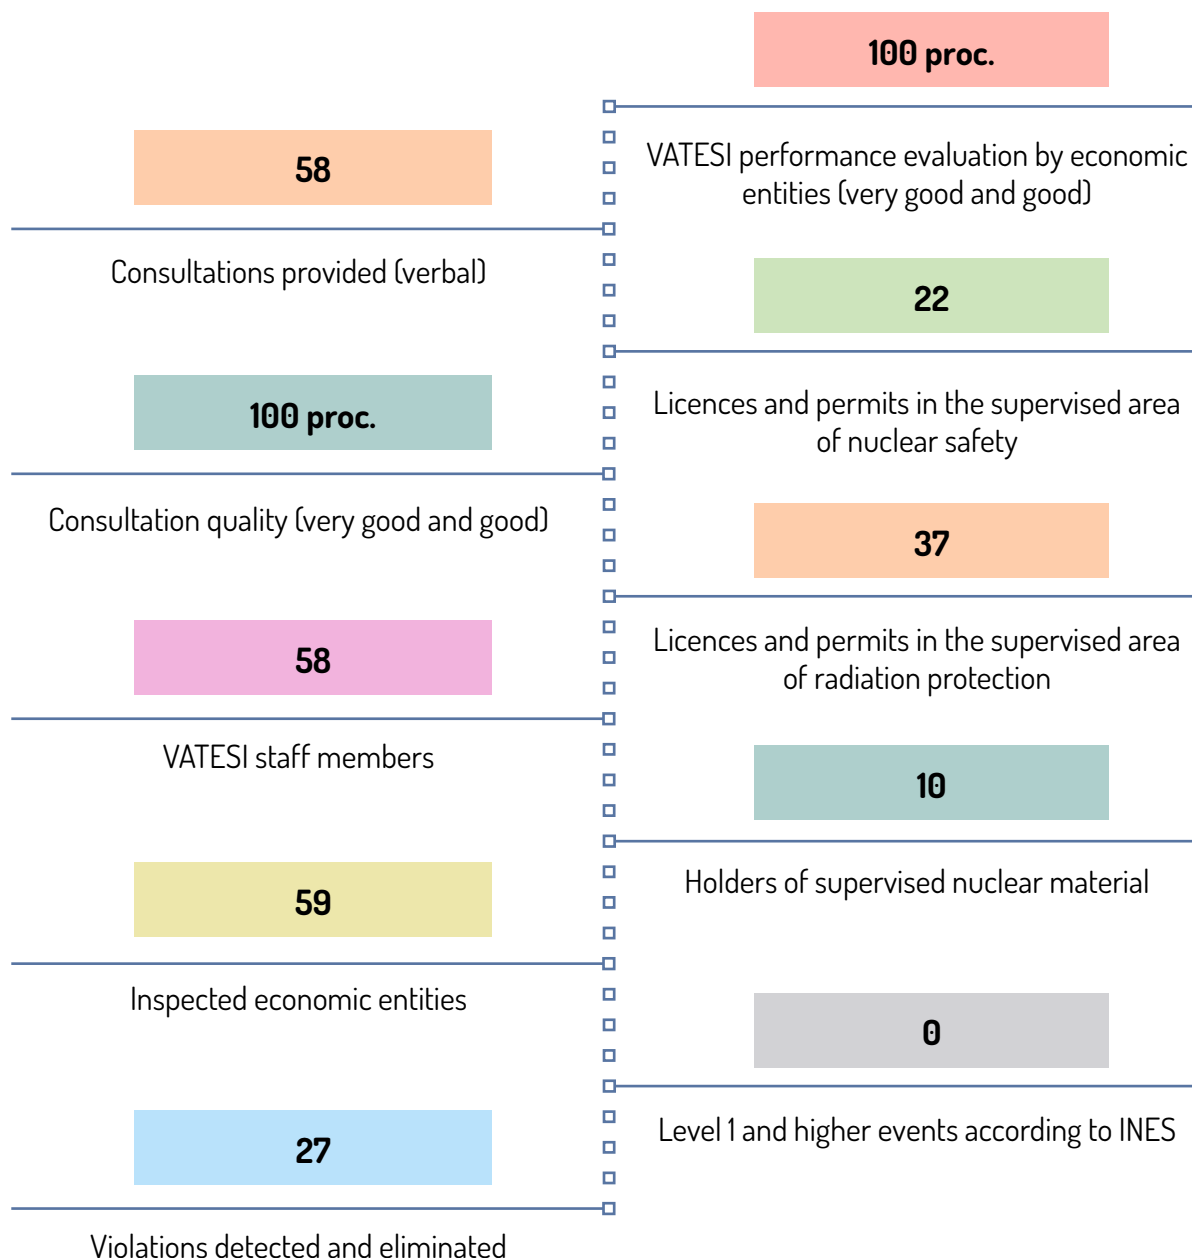 100 proc.
VATESI performance evaluation by economic
entities (very good and good)
58
Consultations provided (verbal)
22
Licences and permits in the supervised area
of nuclear safety
100 proc.
Consultation quality (very good and good)
37
Licences and permits in the supervised area
of radiation protection
58
VATESI staff members
10
Holders of supervised nuclear material
59
Inspected economic entities
0
Level 1 and higher events according to INES
27
Violations detected and eliminated